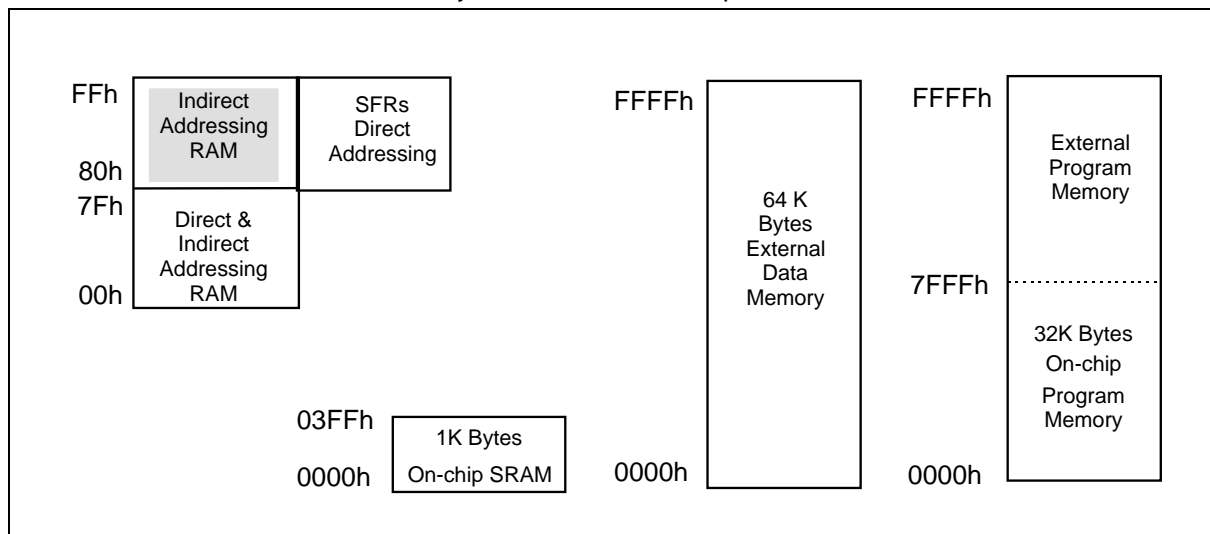 FFh
Indirect
Addressing
RAM
80h
SFRs
Direct
Addressing
7Fh
Direct &
Indirect
Addressing
RAM
00h
03FFh
1K Bytes
On-chip SRAM
0000h
FFFFh
64 K
Bytes
External
Data
Memory
0000h
FFFFh
External
Program
Memory
7FFFh
32K Bytes
On-chip
Program
Memory
0000h